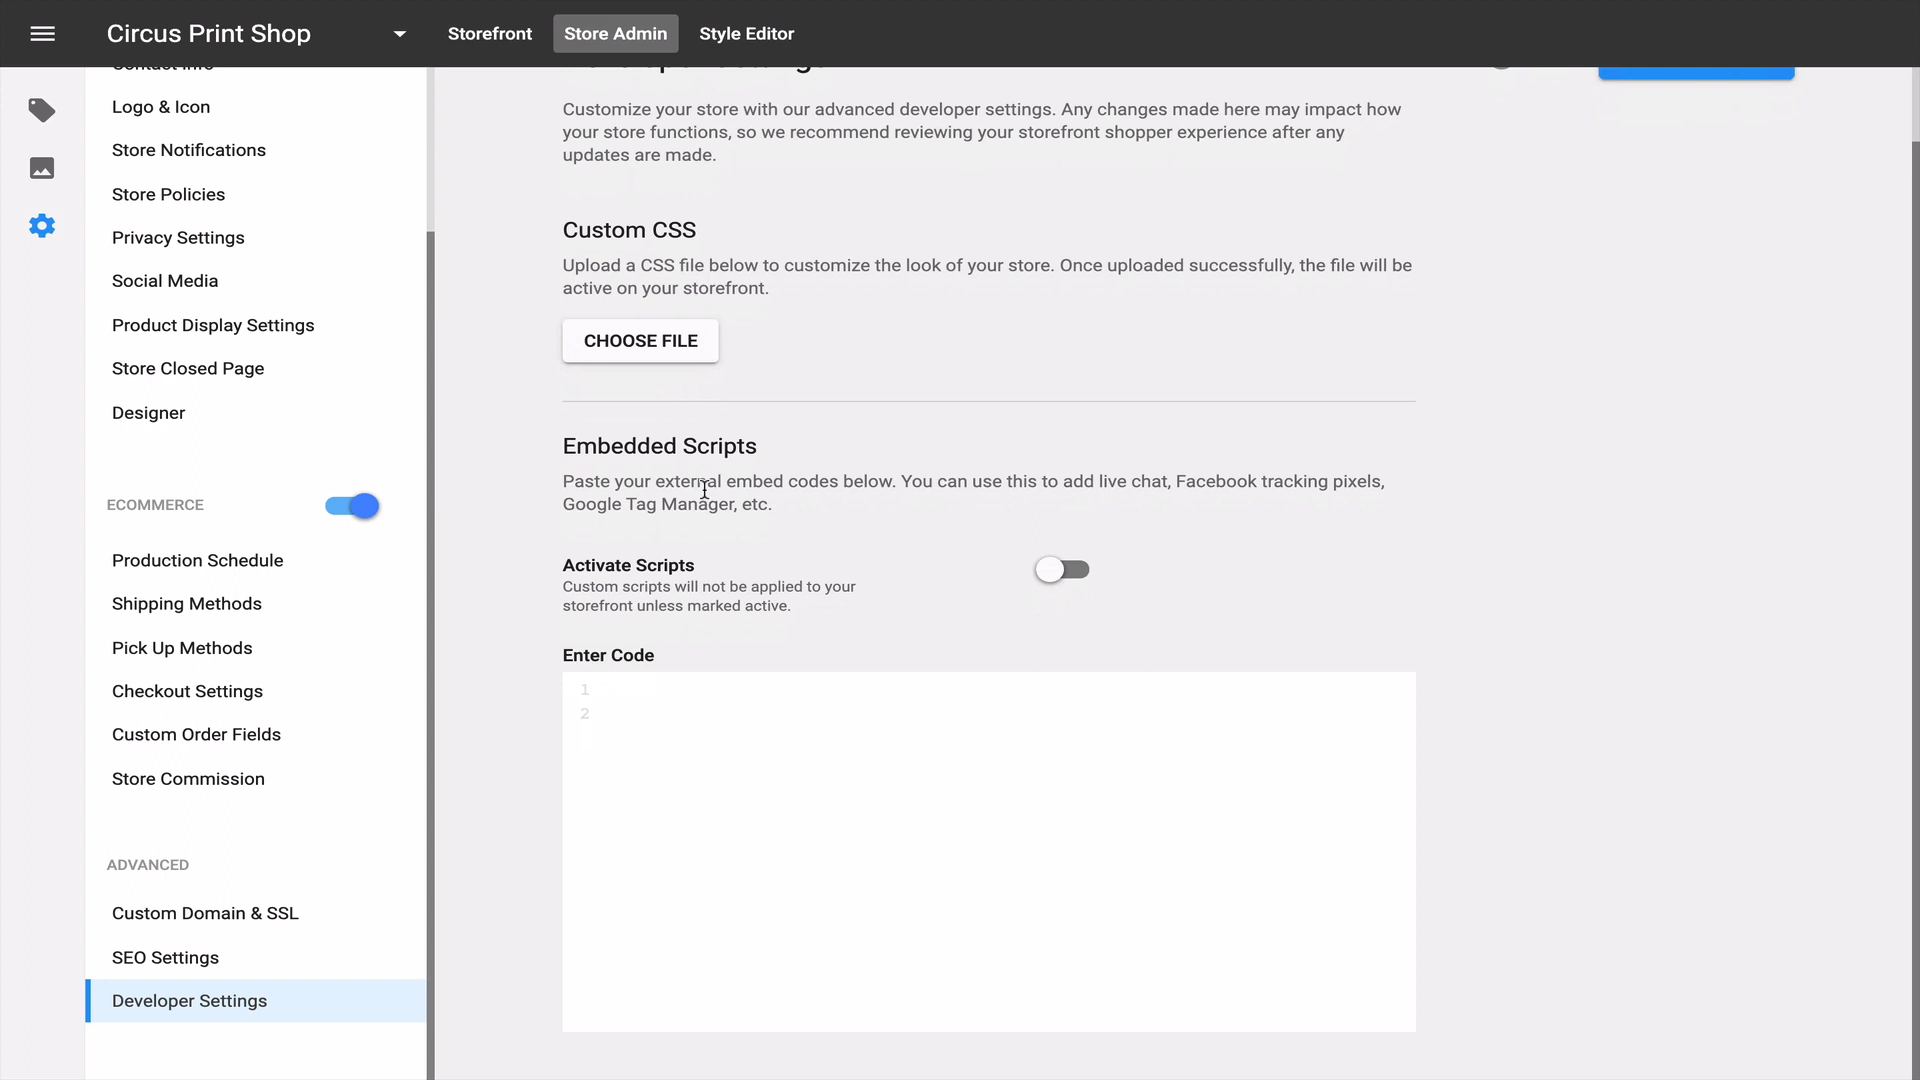 Circus Print Shop
Storefront
Store Admin
Style Editor
Contact Info
Logo & Icon
Store Notifications
Store Policies
Privacy Settings
Social Media
Product Display Settings
Store Closed Page
Designer
ECOMMERCE
Production Schedule
Shipping Methods
Pick Up Methods
Checkout Settings
Custom Order Fields
Store Commission
ADVANCED
Custom Domain & SSL
SEO Settings
Developer Settings
Customize your store with our advanced developer settings. Any changes made here may impact how
your store functions, so we recommend reviewing your storefront shopper experience after any
updates are made.
Custom CSS
Upload a CSS file below to customize the look of your store. Once uploaded successfully, the file will be
active on your storefront.
CHOOSE FILE
Embedded Scripts
Paste your external embed codes below. You can use this to add live chat, Facebook tracking pixels,
Google Tag Manager, etc.
Activate Scripts
Custom scripts will not be applied to your
storefront unless marked active.
Enter Code
1
2